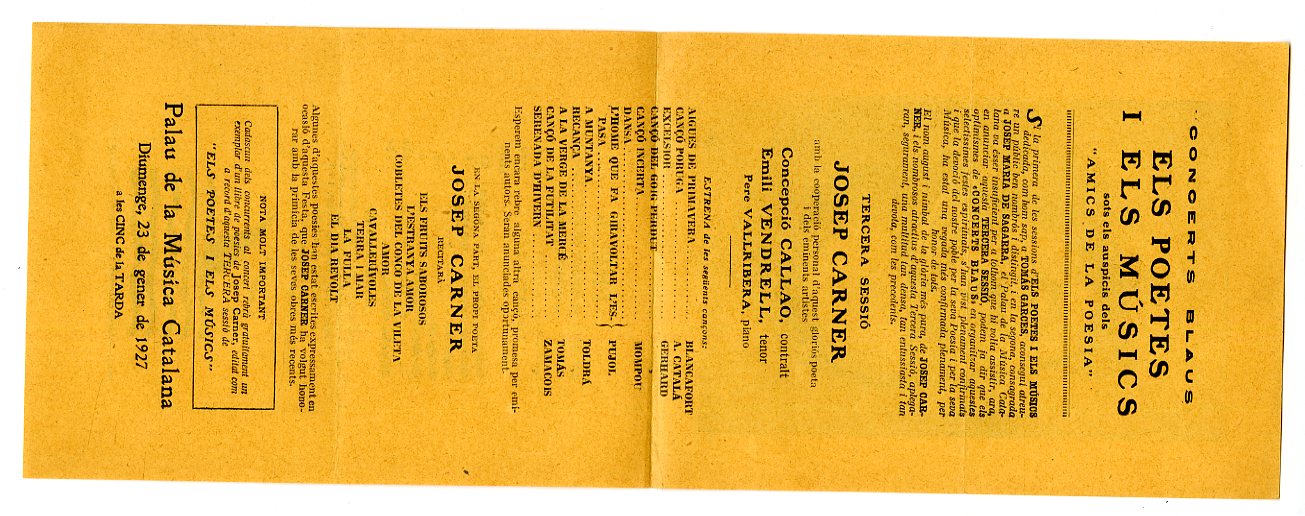 CONCERTS BLAUS
ELS POETES
I ELS MÚSICS
sots els auspicis dels
"AMICS DE LA POESIA"
Si la primera de les sessions d'ELS POETES I ELS MÚSICS
dedicada, com hom sap, a TOMÁS GARCES, aconseguí atreu-
re un públic ben nombrós i distingit, i en la segona, consagrada
a JOSEP MARIA DE SAGARRA, el Palau de la Música Cata-
lana va ésser insuficient per a tothom que hi volia assistir, ara,
en anunciar aquesta TERCERA SESSIÓ, podem ja dir que els
optimismes de «CONCERTS BLAUS» en organitzar aquestes
selectíssimes festes espirituals, s'han vist plenament confirmats
i que la devoció del nostre poble per la seva Poesia i per la seva
Música, ha estat una vegada més confirmada plenament, per
honor de tots.
El nom august i nimbat de la glória més pura, de JOSEP CAR-
NER, i els nombrosos atractius d'aquesta Tercera Sessió, aplega-
ran, segurament, una multitud tan densa, tan entussiasta i tan
devota, com les precedents.
TERCERA SESSIÓ
JOSEP CARNER
amb la cooperació personal d'aquest gloriós poeta
i dels eminents artistes
Concepció CALLAO, contralt
Emili VENDRELL, tenor
Pere VALLRIBERA, piano
ESTRENA de les següents cançons:
AIGUES DE PRIMAVERA.............. BLANCAFORT
CANÇÓ PORUGA .................... A. CATALÁ
EXCELSIOR ........................ GERHARD
CANÇÓ DEL GOIG PERDUT ........... »
CANÇÓ INCERTA.................... MOMPOU
DANSA............................
L'HOME QUE FA GIRAVOLTAR L'ES- PUJOL
PASA ............................
A MUNTANYA....................... TOLDRÁ
RECANÇA .........................
A LA VERGE DE LA MERCÉ .......... TOMÁS
CANÇÓ DE LA FUTILITAT ........... ZAMACOIS
SERENADA D'HIVERN ..............
Esperem encara rebre alguna altra cançó, promesa per emi-
nents autors. Seran anunciades oportunament.
EN LA SEGONA PART, EL PROPI POETA
JOSEP CARNER
RECITARÀ
ELS FRUITS SABOROSOS
L'ESTRANYA AMOR
COBLETES DEL CONCO DE LA VILETA
AMOR
CAVALLERÍVOLES
TERRA I MAR
LA FULLA
EL DIA REVOLT
Algunes d'aquestes poesies han estat escrites expressament en
ocasió d'aquesta Festa, que JOSEP CARNER ha volgut hono-
rar amb la primicia de les seves obres més recents.
NOTA MOLT IMPORTANT
Cadascun dels concurrents al concert rebrà gratuitament un
exemplar d'un llibre de poesies de Josep Carner, editat com
a record d'aquesta TERCERA sessió de
"ELS POETES I ELS MÚSICS"
Palau de la Música Catalana
Diumenge, 23 de gener de 1927
a les CINC de la TARDA